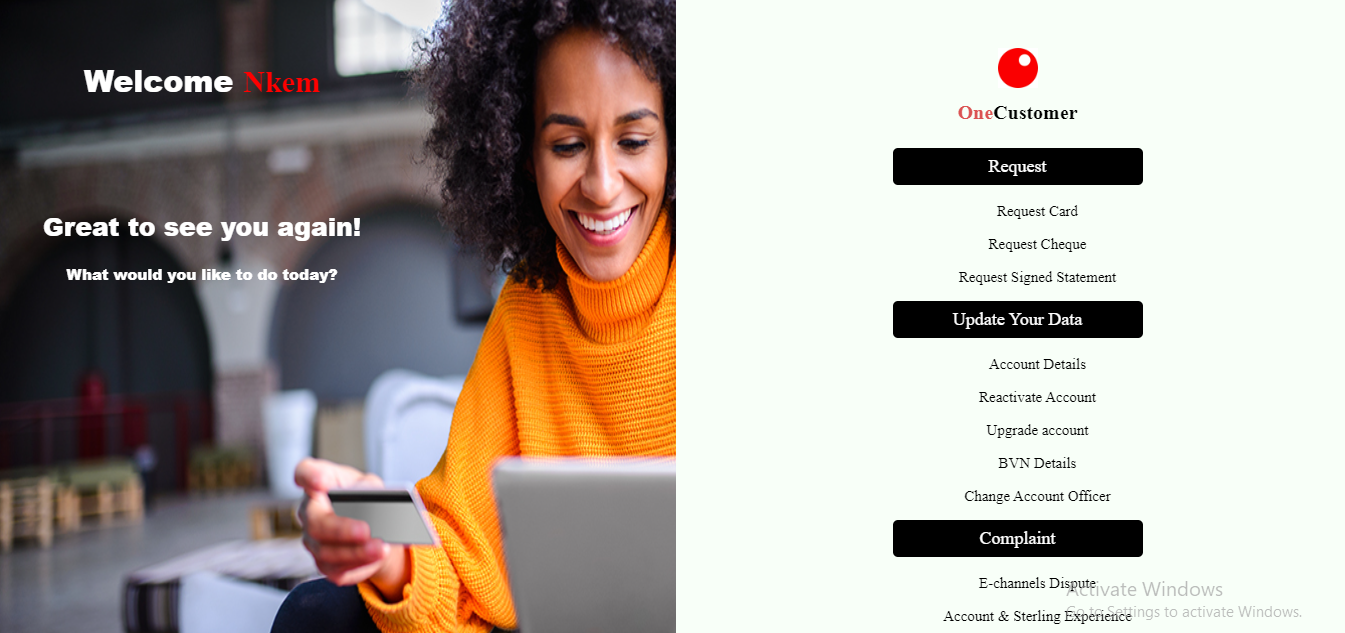 Welcome Nkem
Great to see you again!
What would you like to do today?
OneCustomer
Request
Request Card
Request Cheque
Request Signed Statement
Update Your Data
Account Details
Reactivate Account
Upgrade account
BVN Details
Change Account Officer
Complaint
E-channels Dispute
Activate Windows
Go to Settings to activate Windows.
Account & Sterling Experience